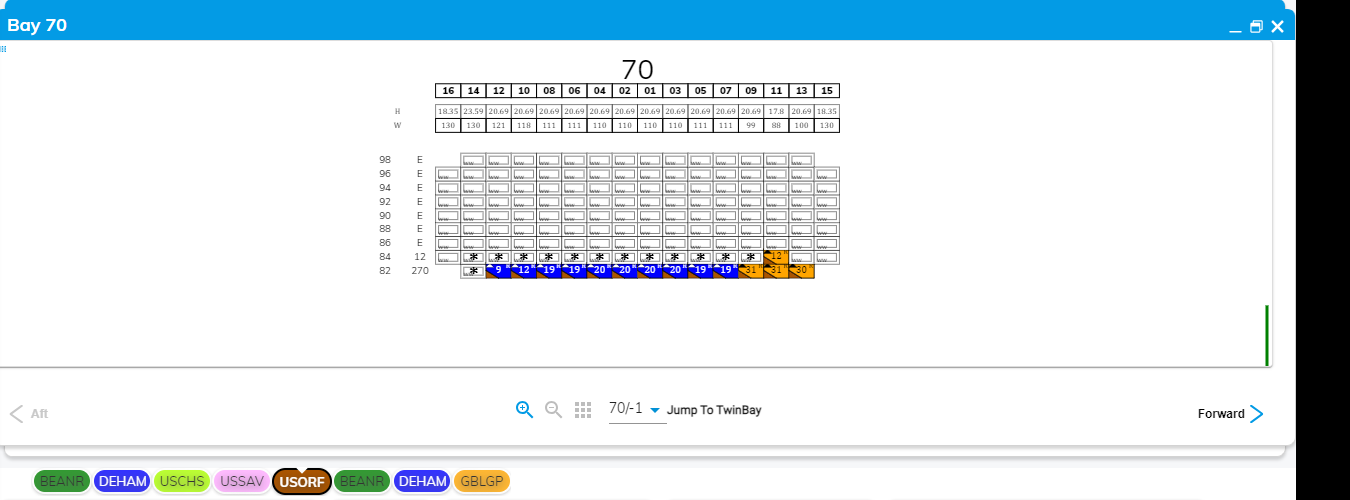 Bay 70
70
16 14 12 10 08 06 04 02 01 03 05 07 09 11 13 15
H 18.35 23.59 20.69 20.69 20.69 20.69 20.69 20.69 20.69 20.69 20.69 20.69 20.69 17.8 20.69 18.35
W 130 130 121 118 111 111 110 110 110 110 111 111 99 88 100 130
98 E
96 E
94 E
92 E
90 E
88 E
86 E
84 12 * * * * * * * * * * * * 12
82 270 * 9 12 19 19 20 20 20 20 19 19 31 31 30
Aft 70/-1 Jump To TwinBay Forward
BEANR DEHAM USCHS USSAV USORF BEANR DEHAM GBLGP